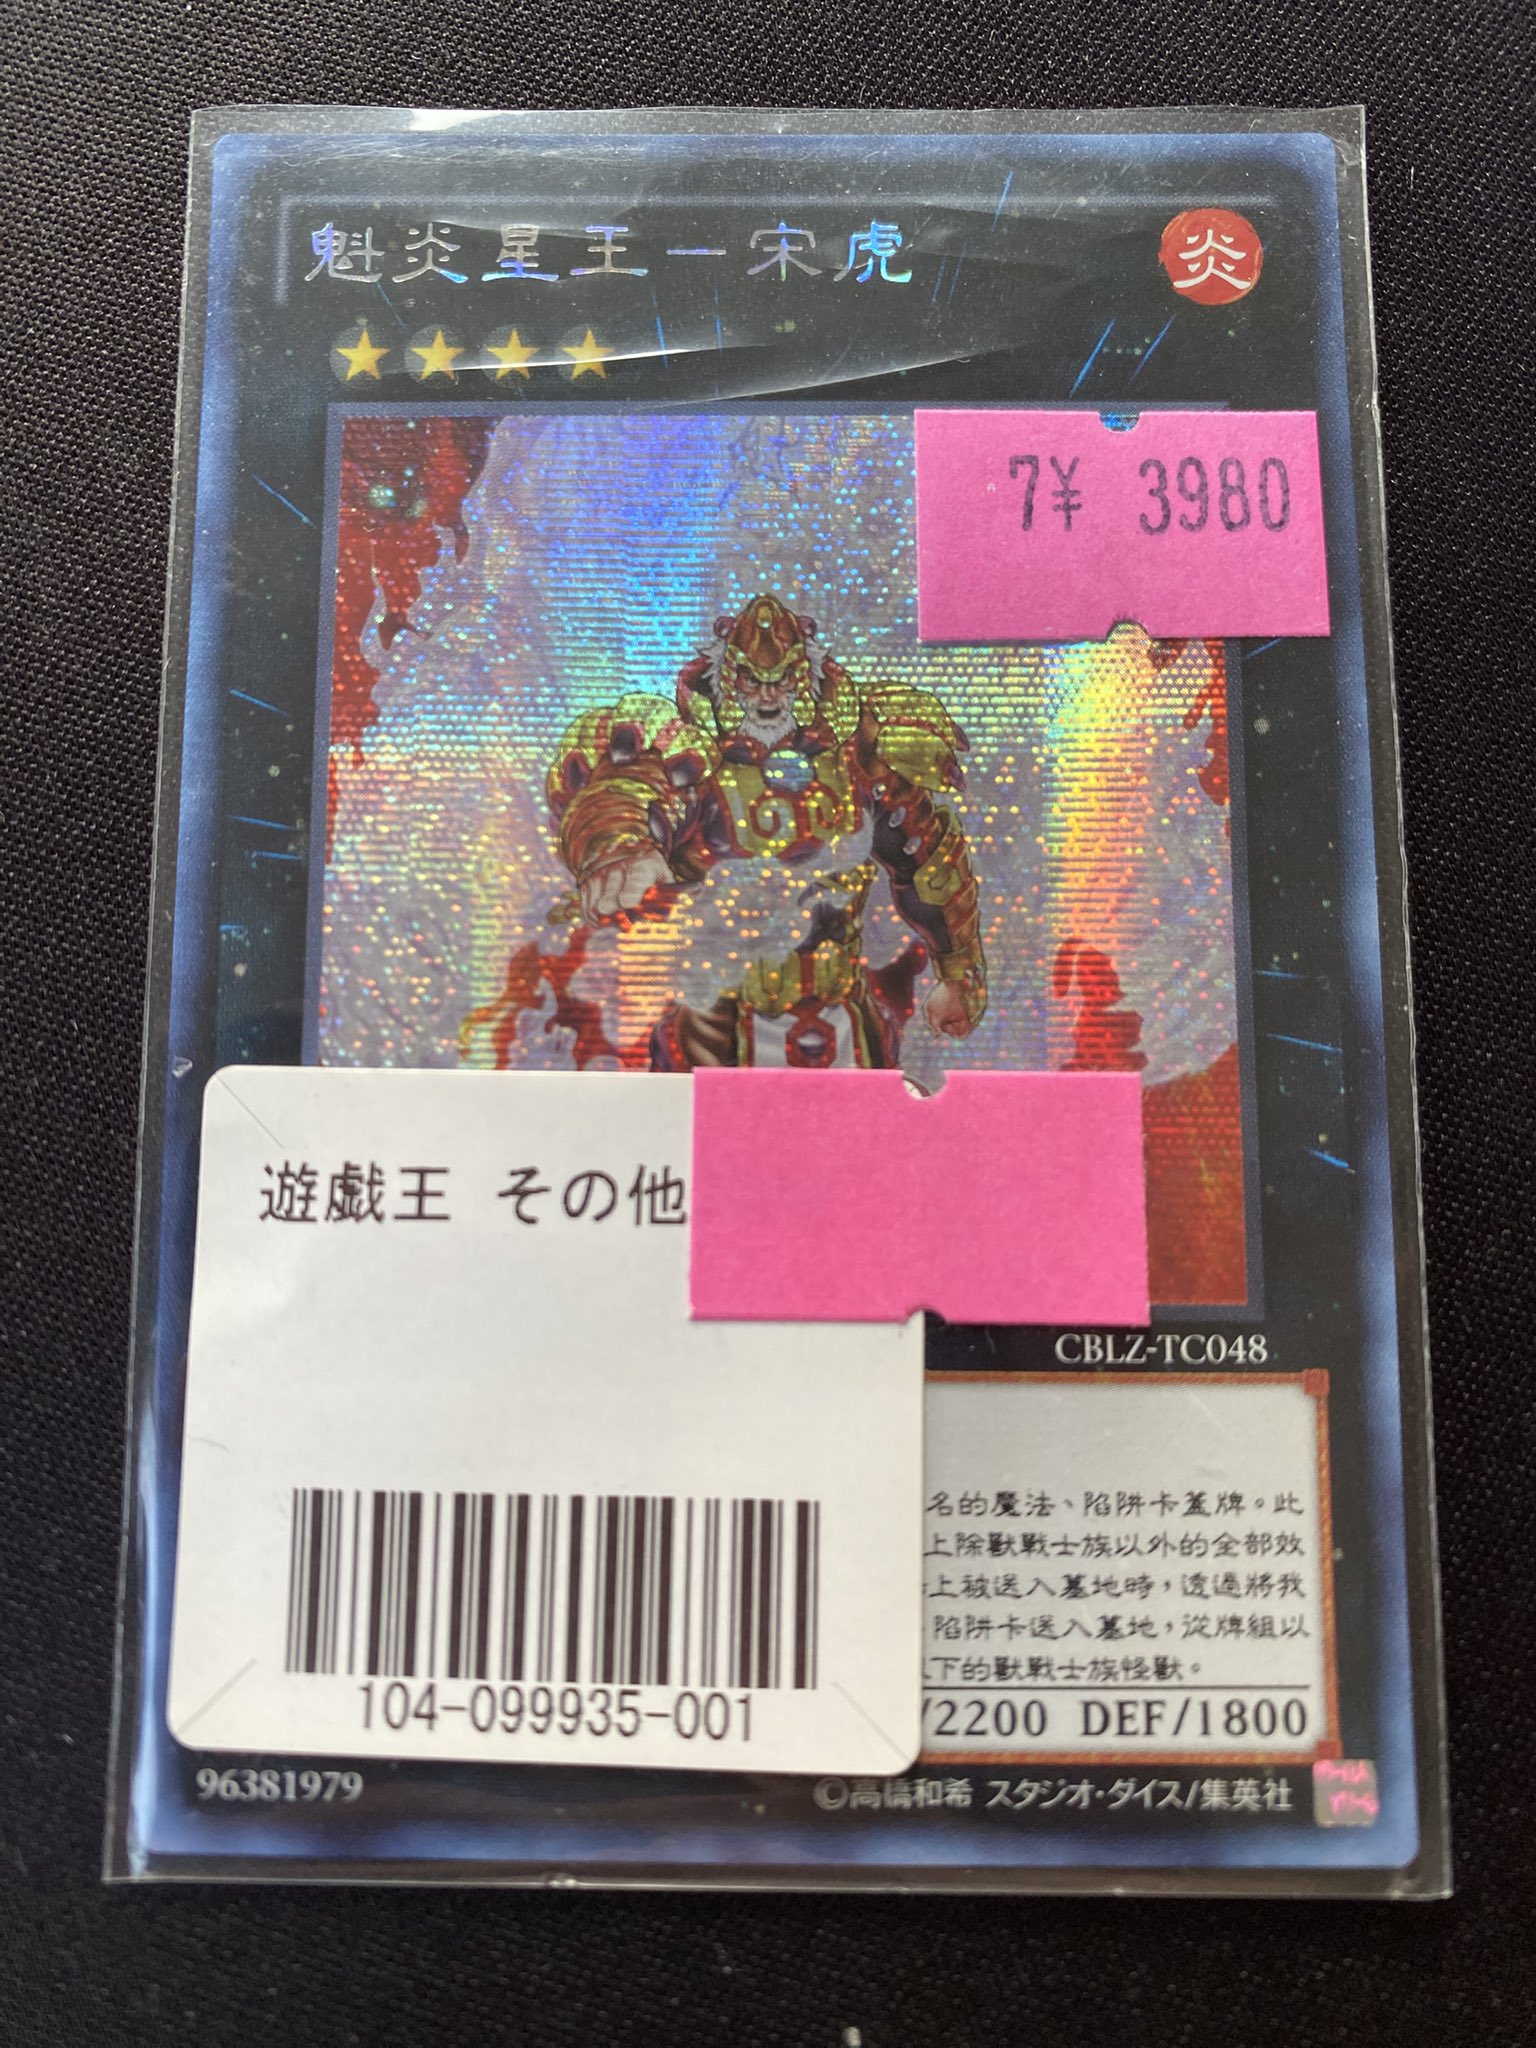 魁炎星王－宋虎
炎
7¥ 3980
遊戯王 その他
CBLZ-TC048
名的魔法、陷阱卡蓋牌。此
上除獸戰士族以外的全部效
上被送入墓地時，透過將我
陷阱卡送入墓地，從牌組以
下的獸戰士族怪獸。
/2200 DEF/1800
104-099935-001
96381979
©高橋和希 スタジオ・ダイス/集英社